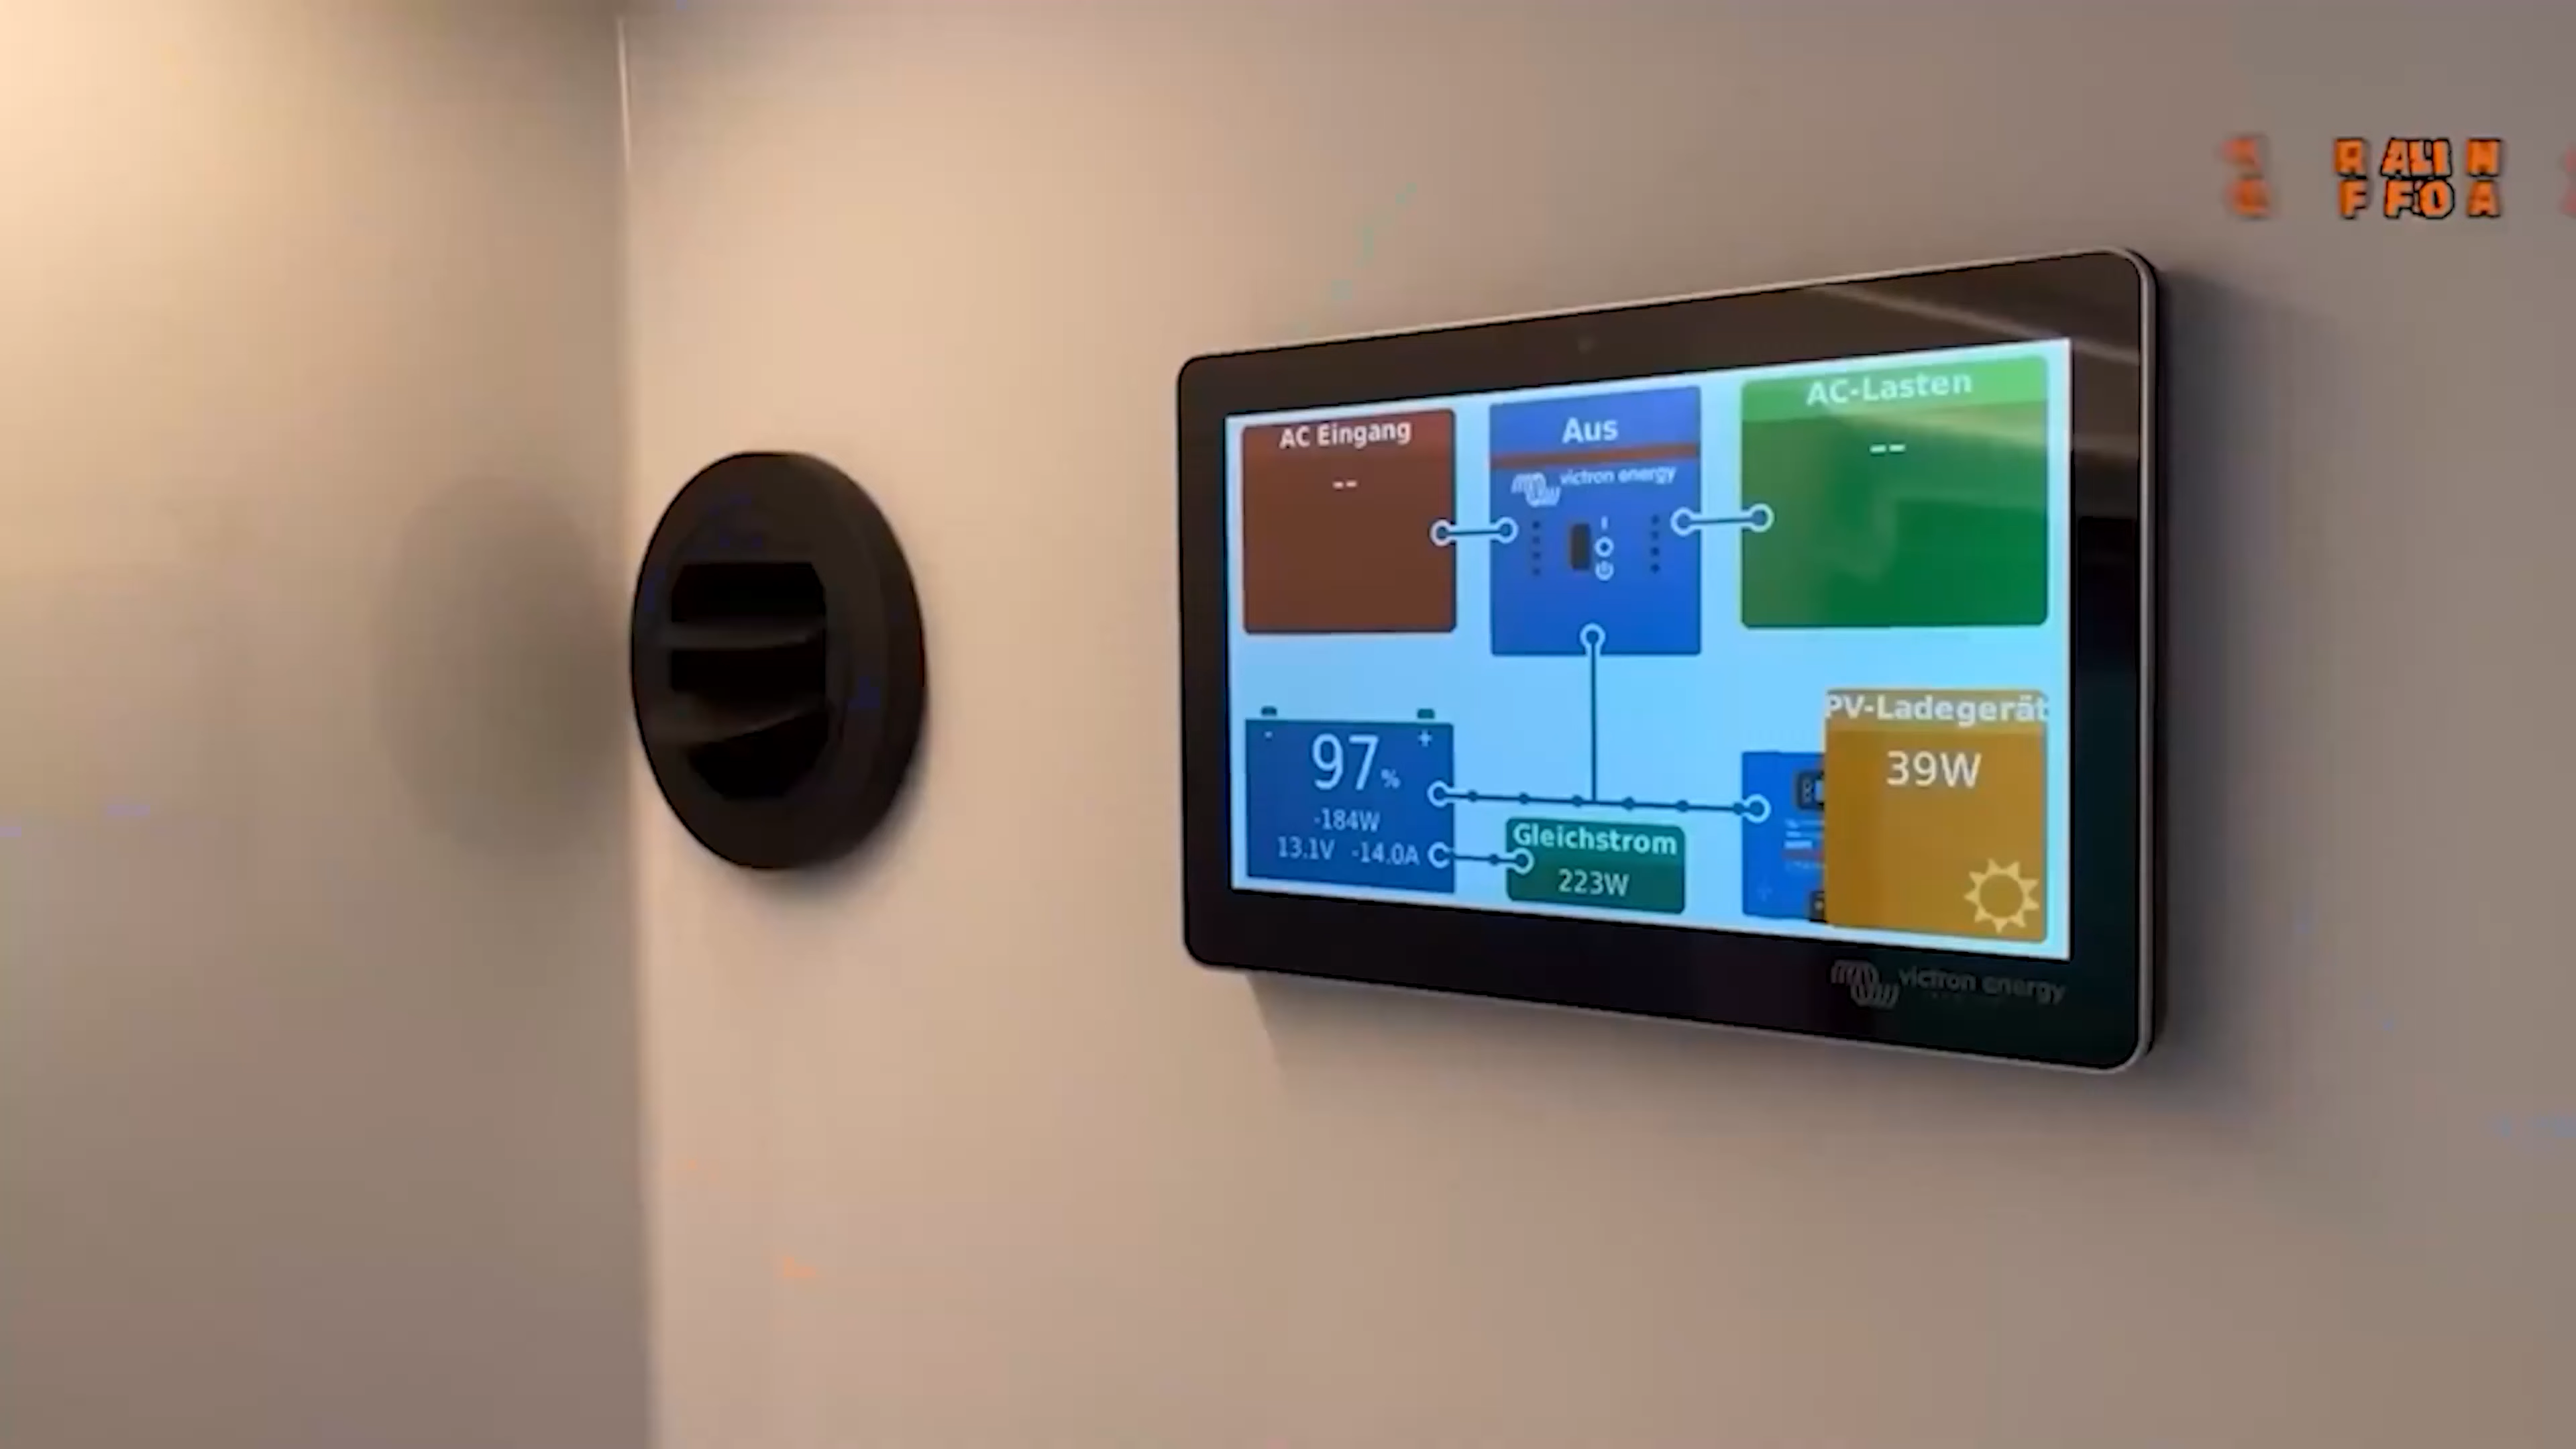 AC Eingang
--
Aus
victron energy
AC-Lasten
--
97%
-184W
13.1V -14.0A
Gleichstrom
223W
PV-Ladegerät
39W
victron energy